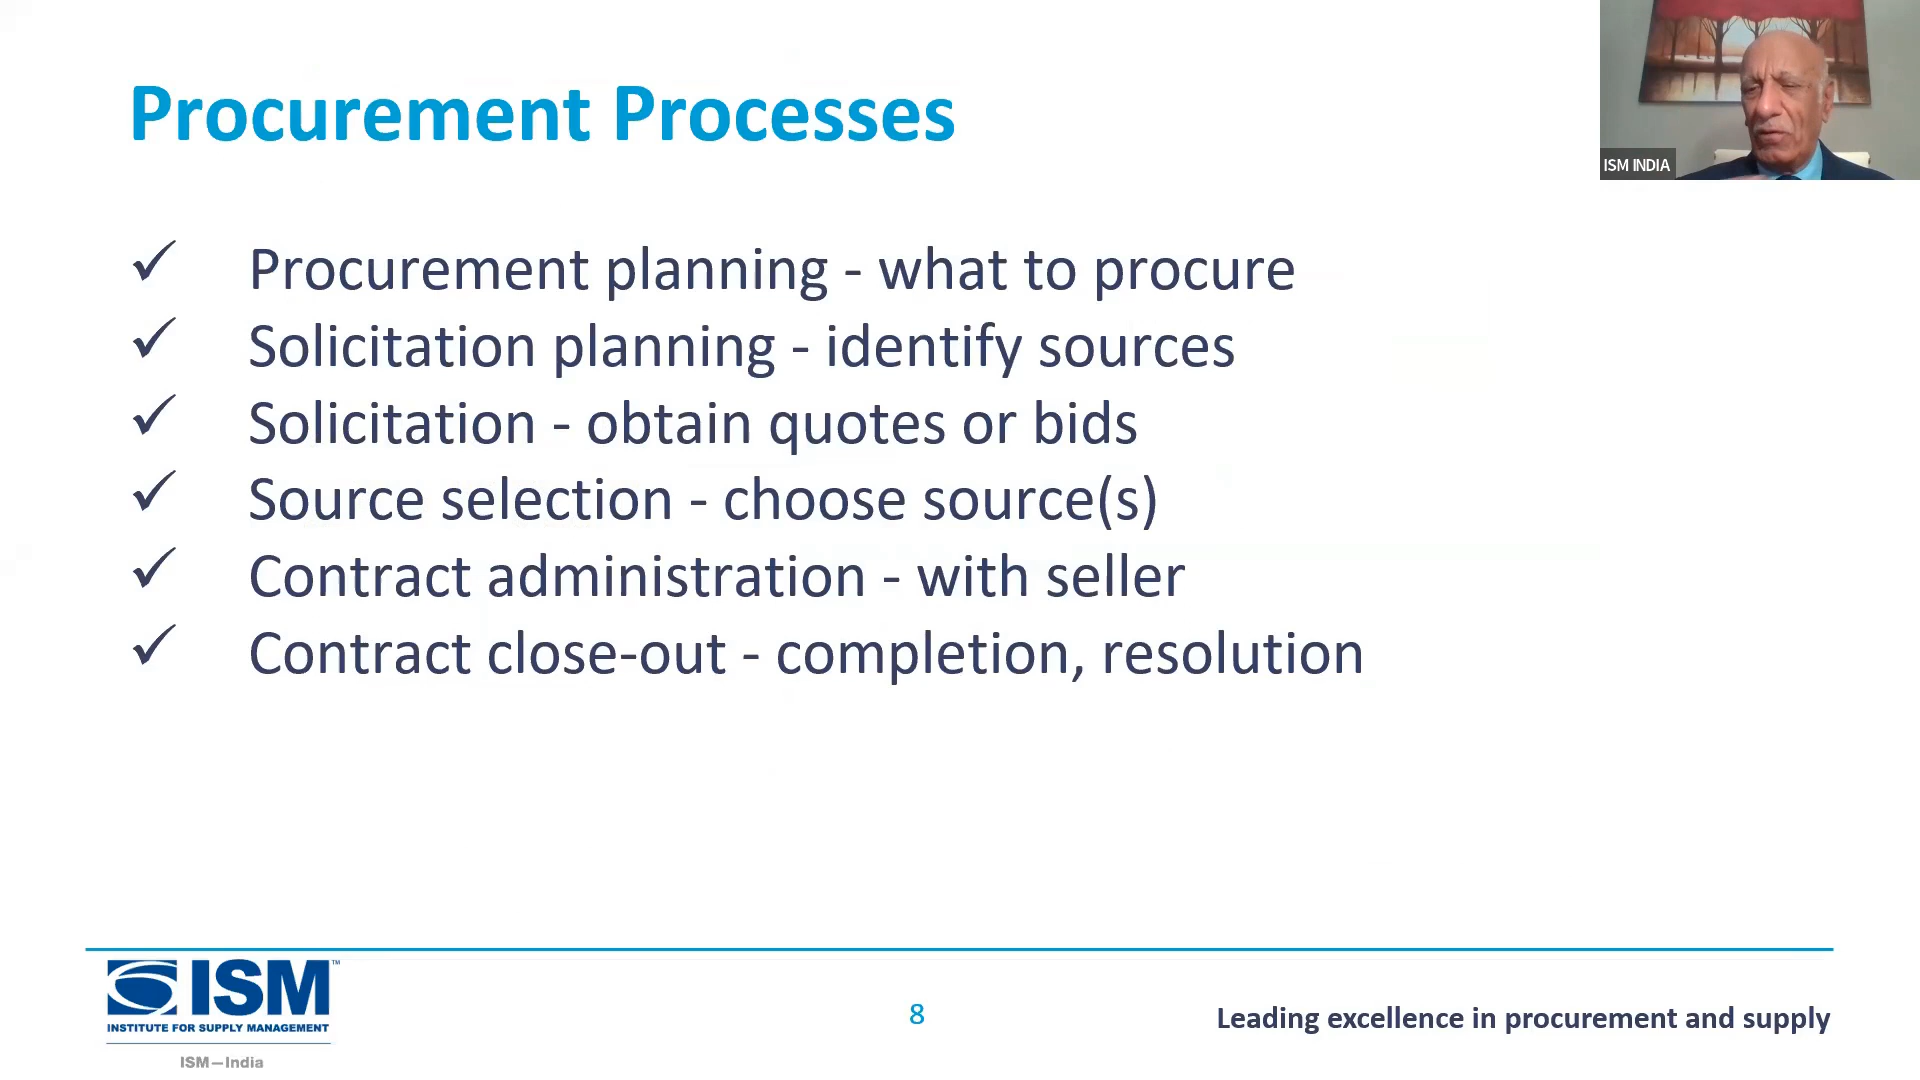 Procurement Processes
ISM INDIA
✓ Procurement planning - what to procure
✓ Solicitation planning - identify sources
✓ Solicitation - obtain quotes or bids
✓ Source selection - choose source(s)
✓ Contract administration - with seller
✓ Contract close-out - completion, resolution
ISM™
INSTITUTE FOR SUPPLY MANAGEMENT
ISM—India
8
Leading excellence in procurement and supply